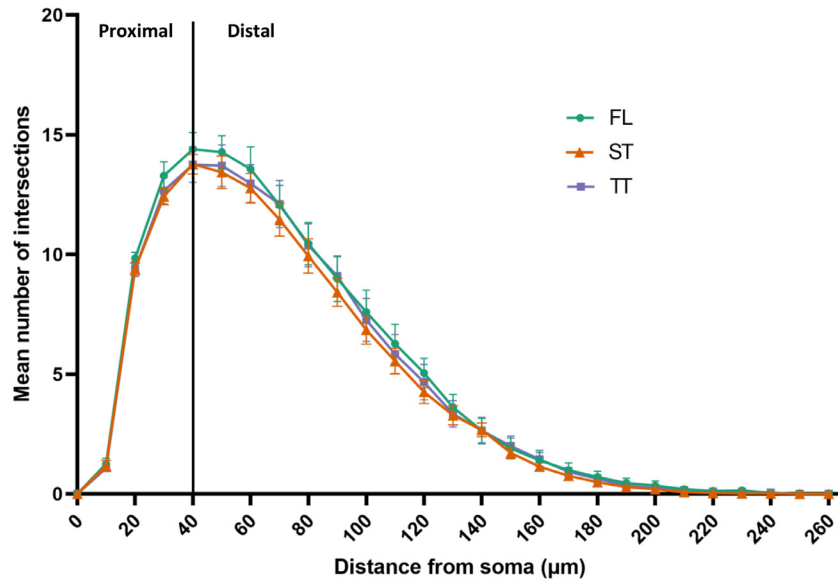 Proximal Distal
20
15
10
5
0
Mean number of intersections
FL
ST
TT
0 20 40 60 80 100 120 140 160 180 200 220 240 260
Distance from soma (µm)